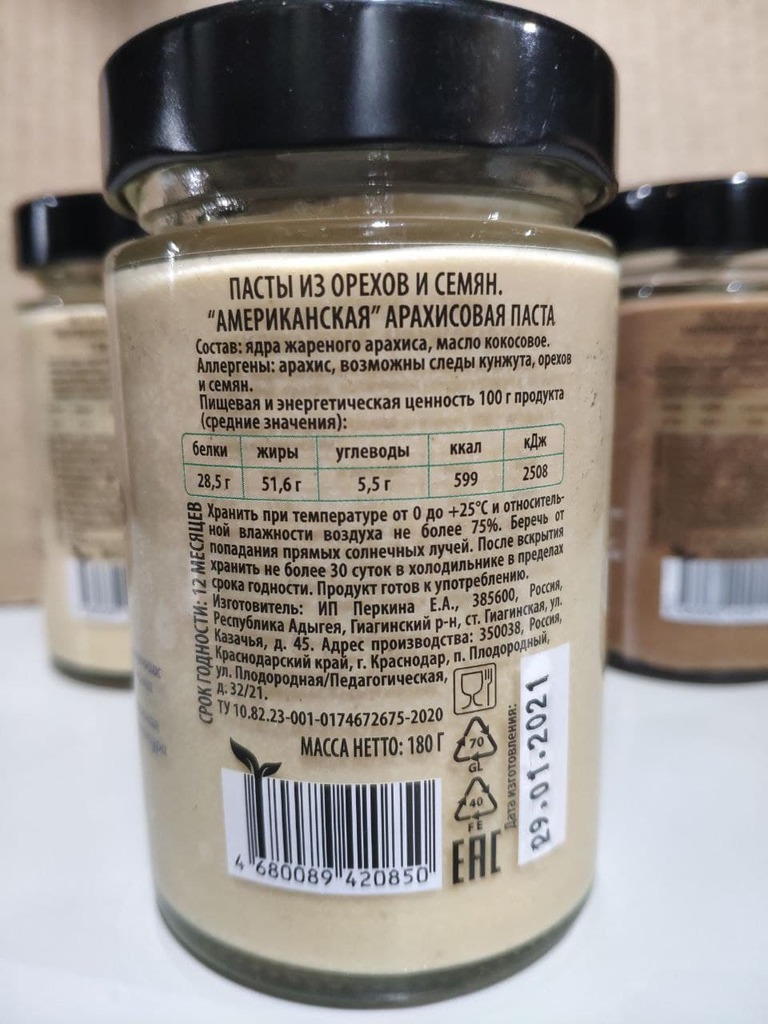 ПАСТЫ ИЗ ОРЕХОВ И СЕМЯН.
"АМЕРИКАНСКАЯ" АРАХИСОВАЯ ПАСТА
Состав: ядра жареного арахиса, масло кокосовое.
Аллергены: арахис, возможны следы кунжута, орехов
и семян.
Пищевая и энергетическая ценность 100 г продукта
(средние значения):
белки жиры углеводы ккал кДж
28,5 г 51,6 г 5,5 г 599 2508
СРОК ГОДНОСТИ: 12 МЕСЯЦЕВ
Хранить при температуре от 0 до +25°С и относитель-
ной влажности воздуха не более 75%. Беречь от
попадания прямых солнечных лучей. После вскрытия
хранить не более 30 суток в холодильнике в пределах
срока годности. Продукт готов к употреблению.
Изготовитель: ИП Перкина Е.А., 385600, Россия,
Республика Адыгея, Гиагинский р-н, ст. Гиагинская, ул.
Казачья, д. 45. Адрес производства: 350038, Россия,
Краснодарский край, г. Краснодар, п. Плодородный,
ул. Плодородная/Педагогическая,
д. 32/21.
ТУ 10.82.23-001-0174672675-2020
МАССА НЕТТО: 180 Г
70
GL
40
FE
EAC
Дата изготовления:
29.01.2021
4 680089 420850